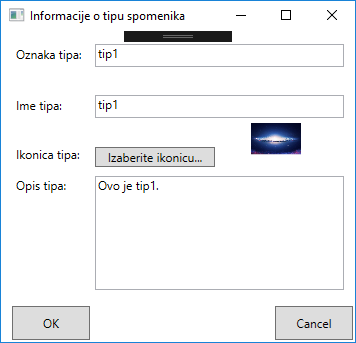 Informacije o tipu spomenika
Oznaka tipa: tip1
Ime tipa: tip1
Ikonica tipa: Izaberite ikonicu...
Opis tipa: Ovo je tip1.
OK Cancel